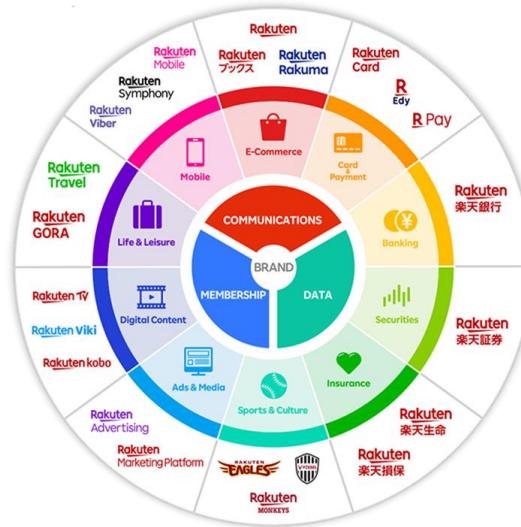 Rakuten
Rakuten
ブックス
Rakuten
Rakuma
Rakuten
Card
R
Edy
R Pay
Rakuten
楽天銀行
Rakuten
楽天証券
Rakuten
楽天生命
Rakuten
楽天損保
RAKUTEN
EAGLES
VISSEL
Rakuten
MONKEYS
Rakuten
Marketing Platform
Rakuten
Advertising
Rakuten kobo
Rakuten Viki
Rakuten TV
Rakuten
GORA
Rakuten
Travel
Rakuten
Viber
Rakuten
Symphony
Rakuten
Mobile
E-Commerce
Card
&
Payment
¥
Banking
Securities
Insurance
Sports & Culture
Ads & Media
Digital Content
Life & Leisure
Mobile
COMMUNICATIONS
BRAND
MEMBERSHIP
DATA